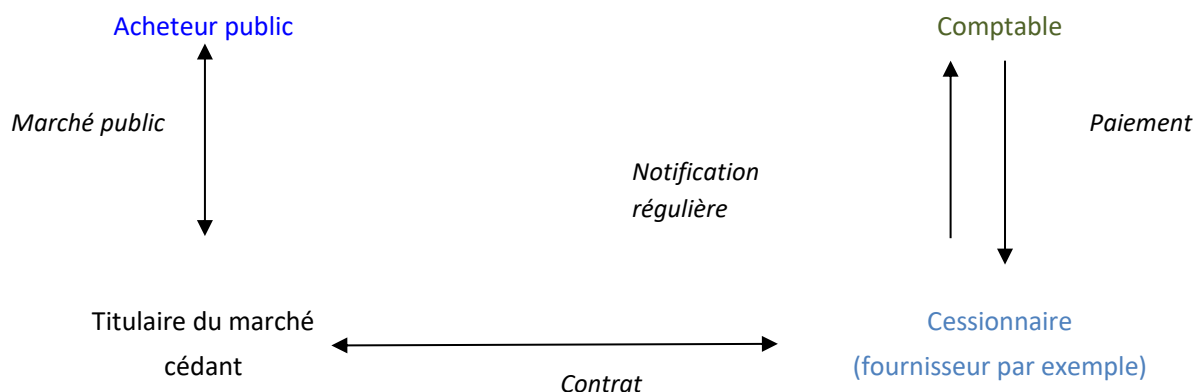 Acheteur public
Comptable
Marché public
Paiement
Notification
régulière
Titulaire du marché
cédant
Cessionnaire
(fournisseur par exemple)
Contrat